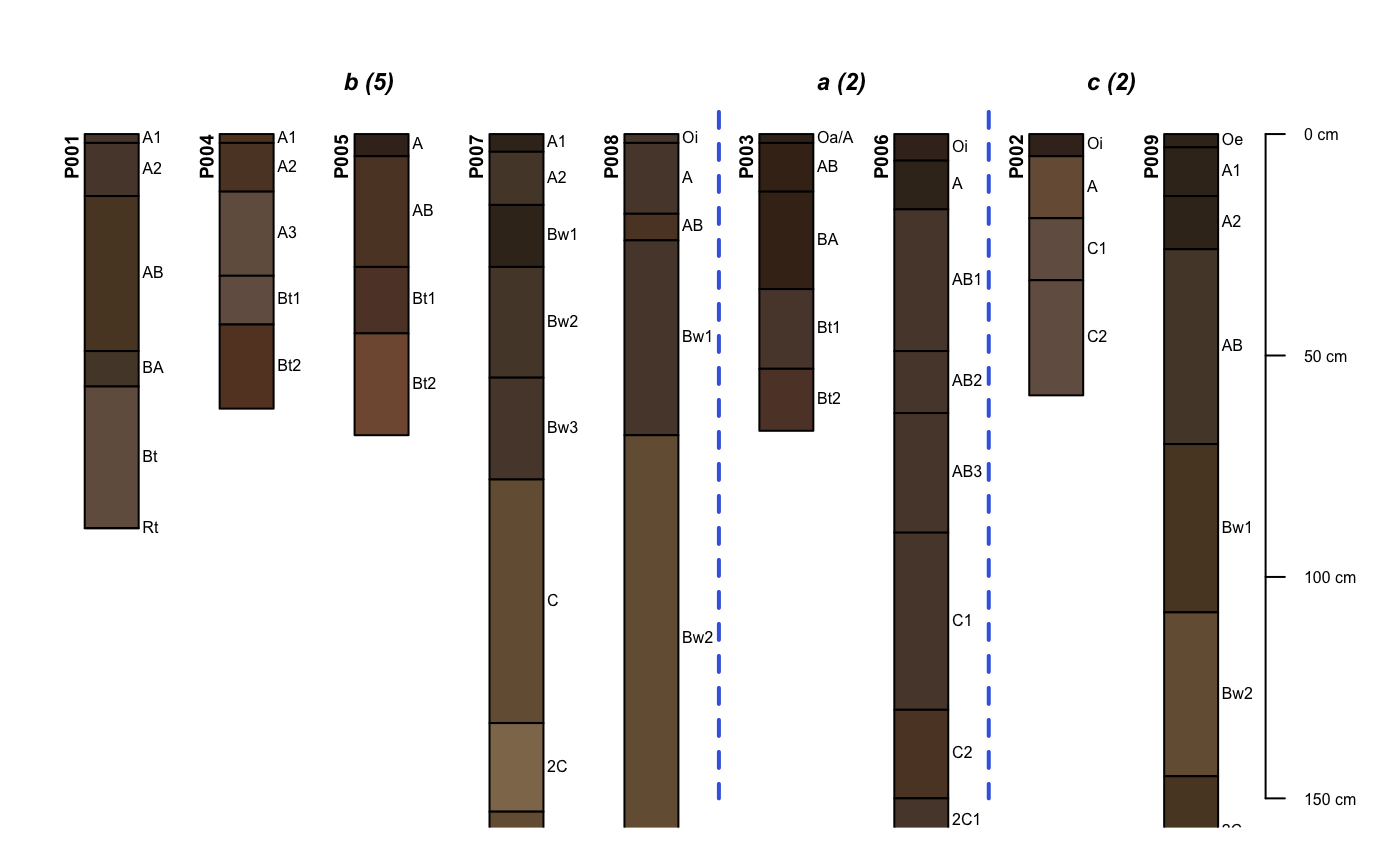 b (5)
a (2)
c (2)
P001
A1
A2
AB
BA
Bt
Rt
P004
A1
A2
A3
Bt1
Bt2
P005
A
AB
Bt1
Bt2
P007
A1
A2
Bw1
Bw2
Bw3
C
2C
P008
Oi
A
AB
Bw1
Bw2
P003
Oa/A
AB
BA
Bt1
Bt2
P006
Oi
A
AB1
AB2
AB3
C1
C2
2C1
P002
Oi
A
C1
C2
P009
Oe
A1
A2
AB
Bw1
Bw2
0 cm
50 cm
100 cm
150 cm